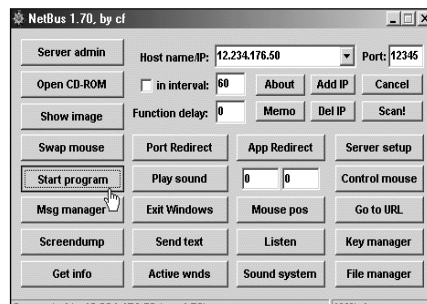 NetBus 1.70, by cf
Server admin
Host name/IP: 12.234.176.50 Port: 12345
Open CD-ROM
in interval: 60 About Add IP Cancel
Show image
Function delay: 0 Memo Del IP Scan!
Swap mouse Port Redirect App Redirect Server setup
Start program Play sound 0 0 Control mouse
Msg manager Exit Windows Mouse pos Go to URL
Screendump Send text Listen Key manager
Get info Active wnds Sound system File manager